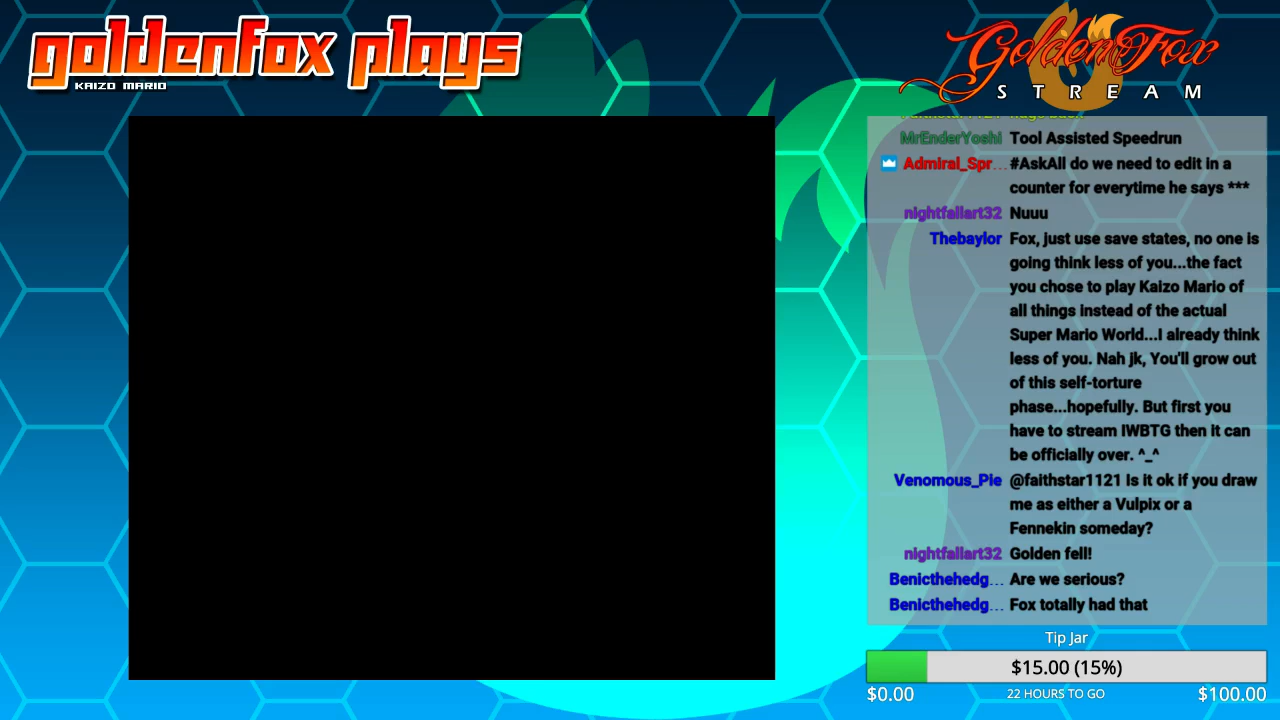 goldenfox plays
KAIZO MARIO
GoldenFox
STREAM
MrEnderYoshi Tool Assisted Speedrun
Admiral_Spr... #AskAll do we need to edit in a
counter for everytime he says ***
nightfallart32 Nuuu
Thebaylor Fox, just use save states, no one is
going think less of you...the fact
you chose to play Kaizo Mario of
all things instead of the actual
Super Mario World...I already think
less of you. Nah jk, You'll grow out
of this self-torture
phase...hopefully. But first you
have to stream IWBTG then it can
be officially over. ^_^
Venomous_Pie @faithstar1121 Is it ok if you draw
me as either a Vulpix or a
Fennekin someday?
nightfallart32 Golden fell!
Benicthehedg... Are we serious?
Benicthehedg... Fox totally had that
Tip Jar
$15.00 (15%)
$0.00 22 HOURS TO GO $100.00